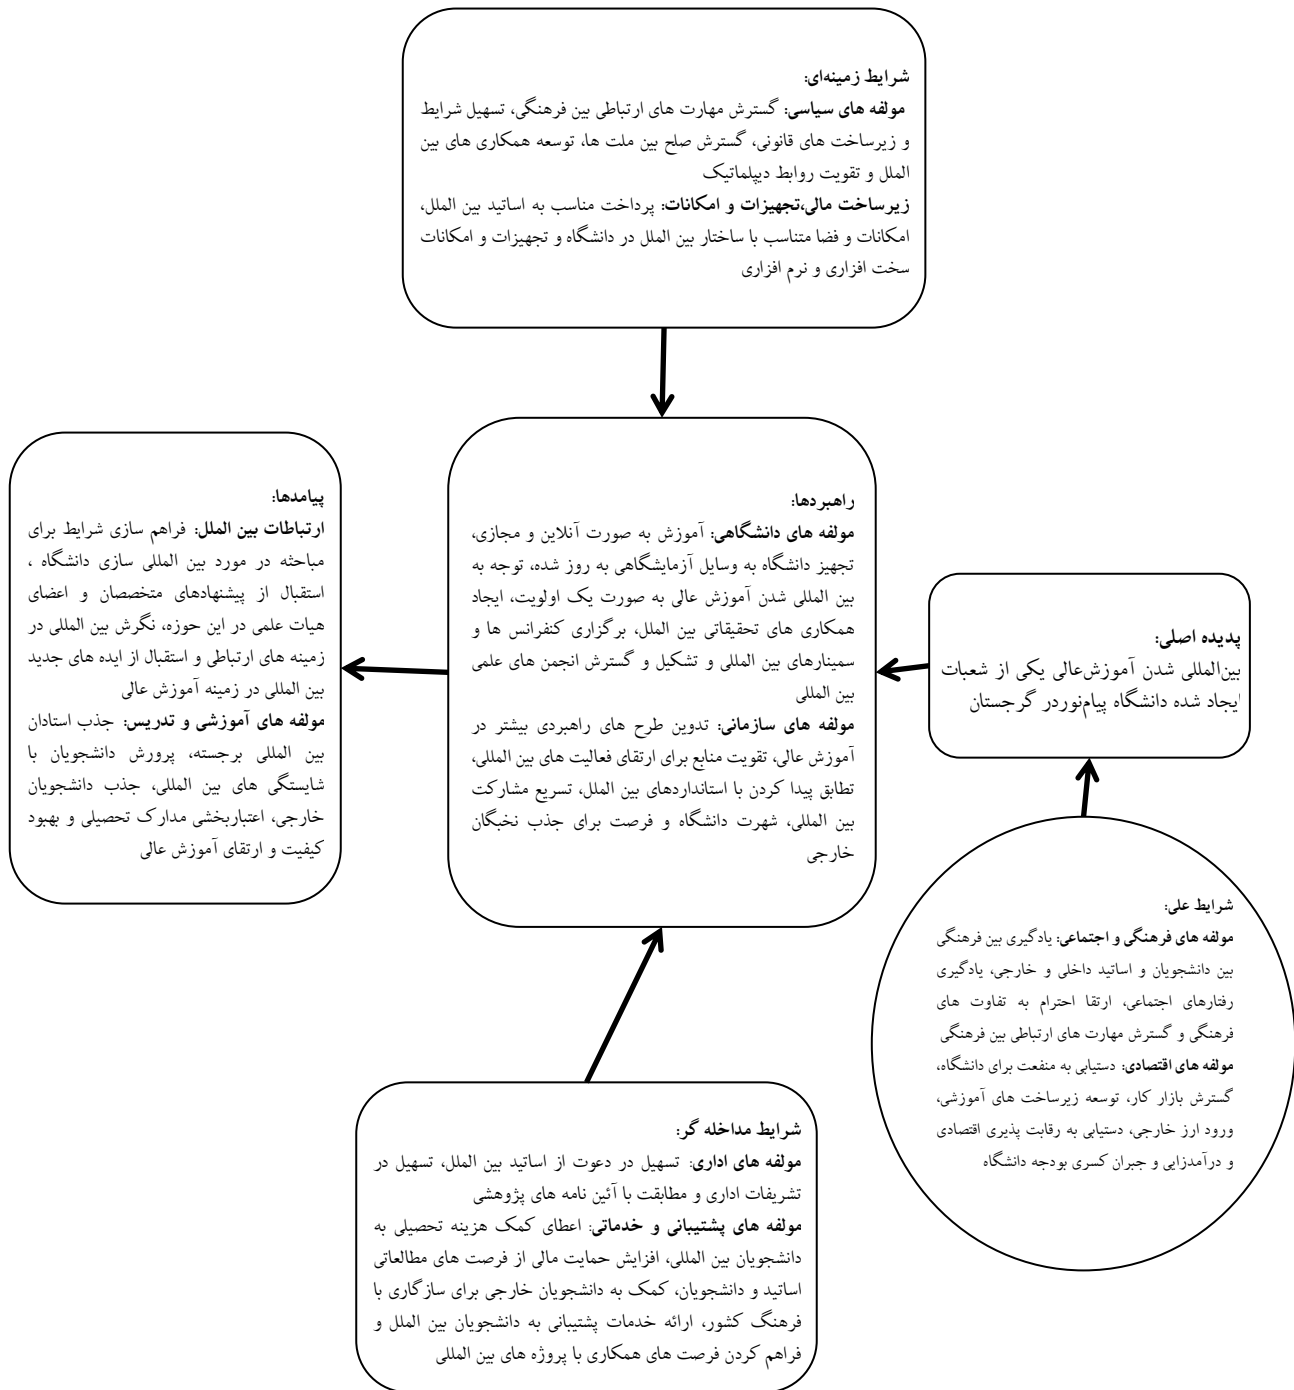 شرایط زمینه‌ای:
مولفه های سیاسی: گسترش مهارت های ارتباطی بین فرهنگی، تسهیل شرایط
و زیرساخت های قانونی، گسترش صلح بین ملت ها، توسعه همکاری های بین
الملل و تقویت روابط دیپلماتیک
زیرساخت مالی،تجهیزات و امکانات: پرداخت مناسب به اساتید بین الملل،
امکانات و فضا متناسب با ساختار بین الملل در دانشگاه و تجهیزات و امکانات
سخت افزاری و نرم افزاری
پدیده اصلی:
بین‌المللی شدن آموزش‌عالی یکی از شعبات
ایجاد شده دانشگاه پیام‌نوردر گرجستان
راهبردها:
مولفه های دانشگاهی: آموزش به صورت آنلاین و مجازی،
تجهیز دانشگاه به وسایل آزمایشگاهی به روز شده، توجه به
بین المللی شدن آموزش عالی به صورت یک اولویت، ایجاد
همکاری های تحقیقاتی بین الملل، برگزاری کنفرانس ها و
سمینارهای بین المللی و تشکیل و گسترش انجمن های علمی
بین المللی
مولفه های سازمانی: تدوین طرح های راهبردی بیشتر در
آموزش عالی، تقویت منابع برای ارتقای فعالیت های بین المللی،
تطابق پیدا کردن با استانداردهای بین الملل، تسریع مشارکت
بین المللی، شهرت دانشگاه و فرصت برای جذب نخبگان
خارجی
پیامدها:
ارتباطات بین الملل: فراهم سازی شرایط برای
مباحثه در مورد بین المللی سازی دانشگاه ،
استقبال از پیشنهادهای متخصصان و اعضای
هیات علمی در این حوزه، نگرش بین المللی در
زمینه های ارتباطی و استقبال از ایده های جدید
بین المللی در زمینه آموزش عالی
مولفه های آموزشی و تدریس: جذب استادان
بین المللی برجسته، پرورش دانشجویان با
شایستگی های بین المللی، جذب دانشجویان
خارجی، اعتباربخشی مدارک تحصیلی و بهبود
کیفیت و ارتقای آموزش عالی
شرایط علی:
مولفه های فرهنگی و اجتماعی: یادگیری بین فرهنگی
بین دانشجویان و اساتید داخلی و خارجی، یادگیری
رفتارهای اجتماعی، ارتقا احترام به تفاوت های
فرهنگی و گسترش مهارت های ارتباطی بین فرهنگی
مولفه های اقتصادی: دستیابی به منفعت برای دانشگاه،
گسترش بازار کار، توسعه زیرساخت های آموزشی،
ورود ارز خارجی، دستیابی به رقابت پذیری اقتصادی
و درآمدزایی و جبران کسری بودجه دانشگاه
شرایط مداخله گر:
مولفه های اداری: تسهیل در دعوت از اساتید بین الملل، تسهیل در
تشریفات اداری و مطابقت با آئین نامه های پژوهشی
مولفه های پشتیبانی و خدماتی: اعطای کمک هزینه تحصیلی به
دانشجویان بین المللی، افزایش حمایت مالی از فرصت های مطالعاتی
اساتید و دانشجویان، کمک به دانشجویان خارجی برای سازگاری با
فرهنگ کشور، ارائه خدمات پشتیبانی به دانشجویان بین الملل و
فراهم کردن فرصت های همکاری با پروژه های بین المللی